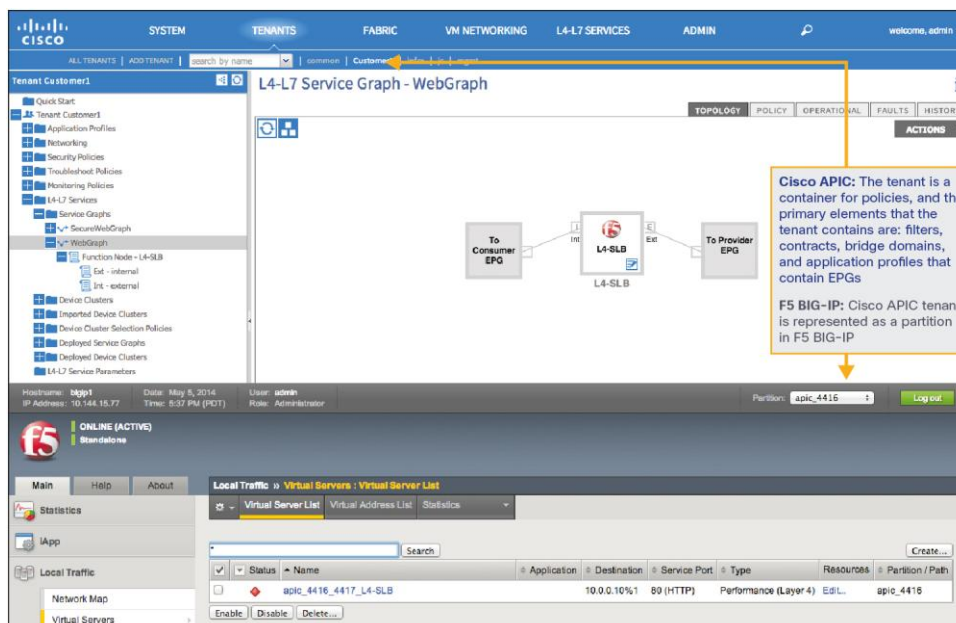 CISCO
SYSTEM TENANTS FABRIC VM NETWORKING L4-L7 SERVICES ADMIN welcome, admin
ALL TENANTS | ADD TENANT | search by name | common | Customer
Tenant Customer1
L4-L7 Service Graph - WebGraph
Quick Start
Tenant Customer1
Application Profiles
Networking
Security Policies
Troubleshoot Policies
Monitoring Policies
L4-L7 Services
Service Graphs
SecureWebGraph
WebGraph
Function Node - L4-SLB
Ext - internal
Int - external
Device Clusters
Imported Device Clusters
Device Cluster Selection Policies
Deployed Service Graphs
Deployed Device Clusters
L4-L7 Service Parameters
TOPOLOGY POLICY OPERATIONAL FAULTS HISTOR
ACTIONS
To
Consumer
EPG
I
Int
f5
L4-SLB
E
Ext
To Provider
EPG
L4-SLB
Cisco APIC: The tenant is a
container for policies, and th
primary elements that the
tenant contains are: filters,
contracts, bridge domains,
and application profiles that
contain EPGs
F5 BIG-IP: Cisco APIC tenan
is represented as a partition
in F5 BIG-IP
Hostname: bigip1 Date: May 5, 2014 User: admin
IP Address: 10.144.15.77 Time: 5:37 PM (PDT) Role: Administrator
Partition: apic_4416 Log out
f5
ONLINE (ACTIVE)
Standalone
Main Help About
Local Traffic » Virtual Servers : Virtual Server List
Statistics
Virtual Server List Virtual Address List Statistics
iApp
* Search Create...
Local Traffic
Status Name Application Destination Service Port Type Resources Partition / Path
apic_4416_4417_L4-SLB 10.0.0.10%1 80 (HTTP) Performance (Layer 4) Edit... apic_4416
Network Map
Enable Disable Delete...
Virtual Servers